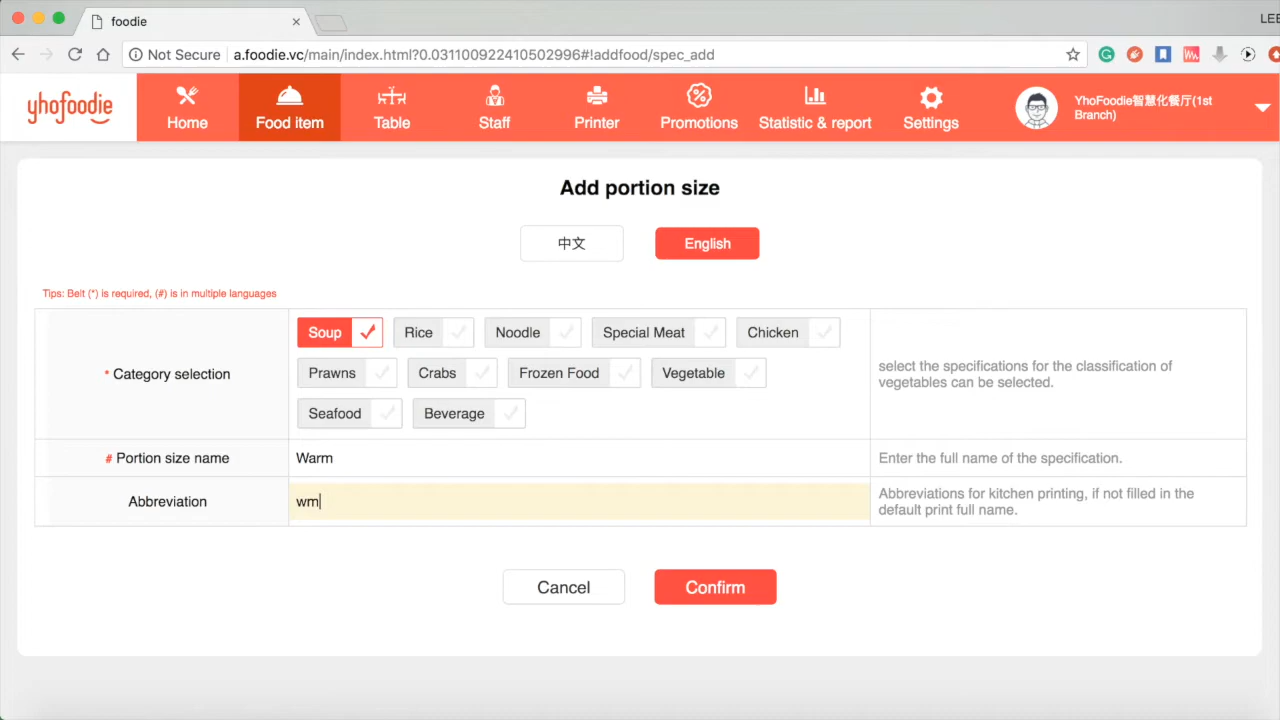 foodie
LEE
Not Secure a.foodie.vc/main/index.html?0.031100922410502996#!addfood/spec_add
yhofoodie
Home
Food item
Table
Staff
Printer
Promotions
Statistic & report
Settings
YhoFoodie智慧化餐厅(1st
Branch)
Add portion size
中文
English
Tips: Belt (*) is required, (#) is in multiple languages
* Category selection
Soup Rice Noodle Special Meat Chicken
Prawns Crabs Frozen Food Vegetable
Seafood Beverage
select the specifications for the classification of
vegetables can be selected.
# Portion size name
Warm
Enter the full name of the specification.
Abbreviation
wm
Abbreviations for kitchen printing, if not filled in the
default print full name.
Cancel
Confirm